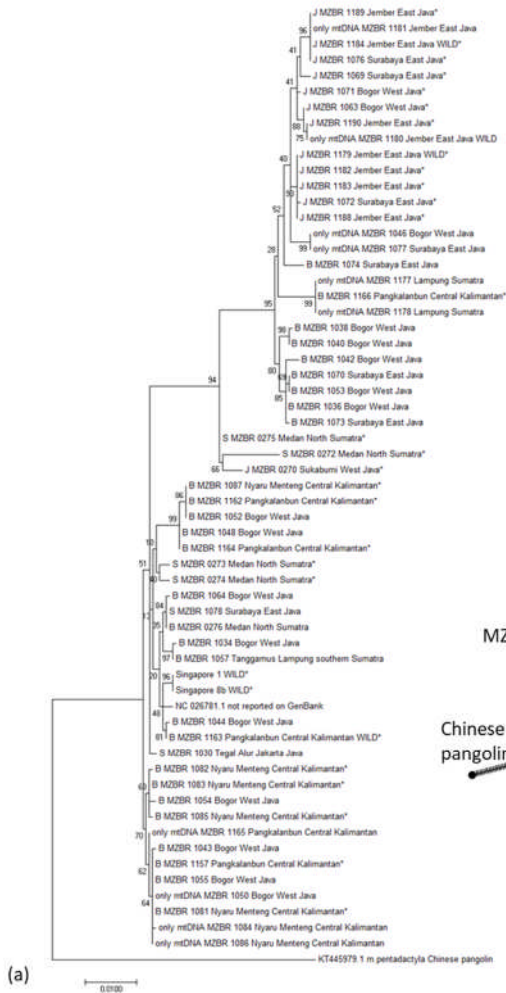 J MZBR 1189 Jember East Java*
96
only mtDNA MZBR 1181 Jember East Java
41
J MZBR 1184 Jember East Java WILD*
J MZBR 1076 Surabaya East Java*
J MZBR 1069 Surabaya East Java*
41
J MZBR 1071 Bogor West Java*
J MZBR 1063 Bogor West Java*
88
J MZBR 1190 Jember East Java*
75
only mtDNA MZBR 1180 Jember East Java WILD
40
J MZBR 1179 Jember East Java WILD*
J MZBR 1182 Jember East Java*
J MZBR 1183 Jember East Java*
J MZBR 1072 Surabaya East Java*
52
J MZBR 1188 Jember East Java*
only mtDNA MZBR 1046 Bogor West Java
28
99
only mtDNA MZBR 1077 Surabaya East Java
B MZBR 1074 Surabaya East Java
only mtDNA MZBR 1177 Lampung Sumatra
B MZBR 1166 Pangkalanbun Central Kalimantan*
95
99
only mtDNA MZBR 1178 Lampung Sumatra
B MZBR 1038 Bogor West Java
98
B MZBR 1040 Bogor West Java
80
B MZBR 1042 Bogor West Java
B MZBR 1070 Surabaya East Java
94
B MZBR 1053 Bogor West Java
85
B MZBR 1036 Bogor West Java
B MZBR 1073 Surabaya East Java
S MZBR 0275 Medan North Sumatra*
S MZBR 0272 Medan North Sumatra*
66
J MZBR 0270 Sukabumi West Java*
B MZBR 1087 Nyaru Menteng Central Kalimantan*
86
B MZBR 1162 Pangkalanbun Central Kalimantan*
B MZBR 1052 Bogor West Java
99
B MZBR 1048 Bogor West Java
B MZBR 1164 Pangkalanbun Central Kalimantan*
51
S MZBR 0273 Medan North Sumatra*
40
S MZBR 0274 Medan North Sumatra*
B MZBR 1064 Bogor West Java
84
S MZBR 1078 Surabaya East Java
13
B MZBR 0276 Medan North Sumatra
B MZBR 1034 Bogor West Java
97
B MZBR 1057 Tanggamus Lampung southern Sumatra
20
96
Singapore 1 WILD*
Singapore 8b WILD*
NC 026781.1 not reported on GenBank
48
B MZBR 1044 Bogor West Java
81
B MZBR 1163 Pangkalanbun Central Kalimantan WILD*
S MZBR 1030 Tegal Alur Jakarta Java
B MZBR 1082 Nyaru Menteng Central Kalimantan*
B MZBR 1083 Nyaru Menteng Central Kalimantan*
B MZBR 1054 Bogor West Java
B MZBR 1085 Nyaru Menteng Central Kalimantan*
70
only mtDNA MZBR 1165 Pangkalanbun Central Kalimantan
B MZBR 1043 Bogor West Java
B MZBR 1157 Pangkalanbun Central Kalimantan*
62
B MZBR 1055 Bogor West Java
64
only mtDNA MZBR 1050 Bogor West Java
B MZBR 1081 Nyaru Menteng Central Kalimantan*
only mtDNA MZBR 1084 Nyaru Menteng Central Kalimantan
only mtDNA MZBR 1086 Nyaru Menteng Central Kalimantan
KT445979.1 m pentadactyla Chinese pangolin
(a)
0.0100
MZ
Chinese
pangolin